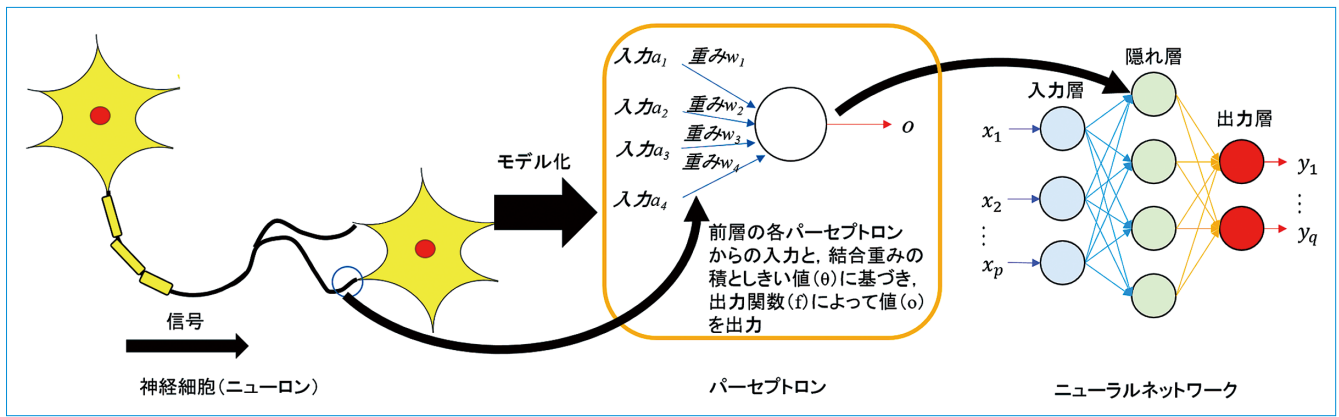 信号
神経細胞(ニューロン)
モデル化
入力a1 重みw1
入力a2 重みw2
入力a3 重みw3
入力a4 重みw4
o
前層の各パーセプトロン
からの入力と，結合重みの
積としきい値(θ)に基づき，
出力関数(f)によって値(o)
を出力
パーセプトロン
入力層
隠れ層
出力層
x1
x2
⋮
xp
y1
⋮
yq
ニューラルネットワーク